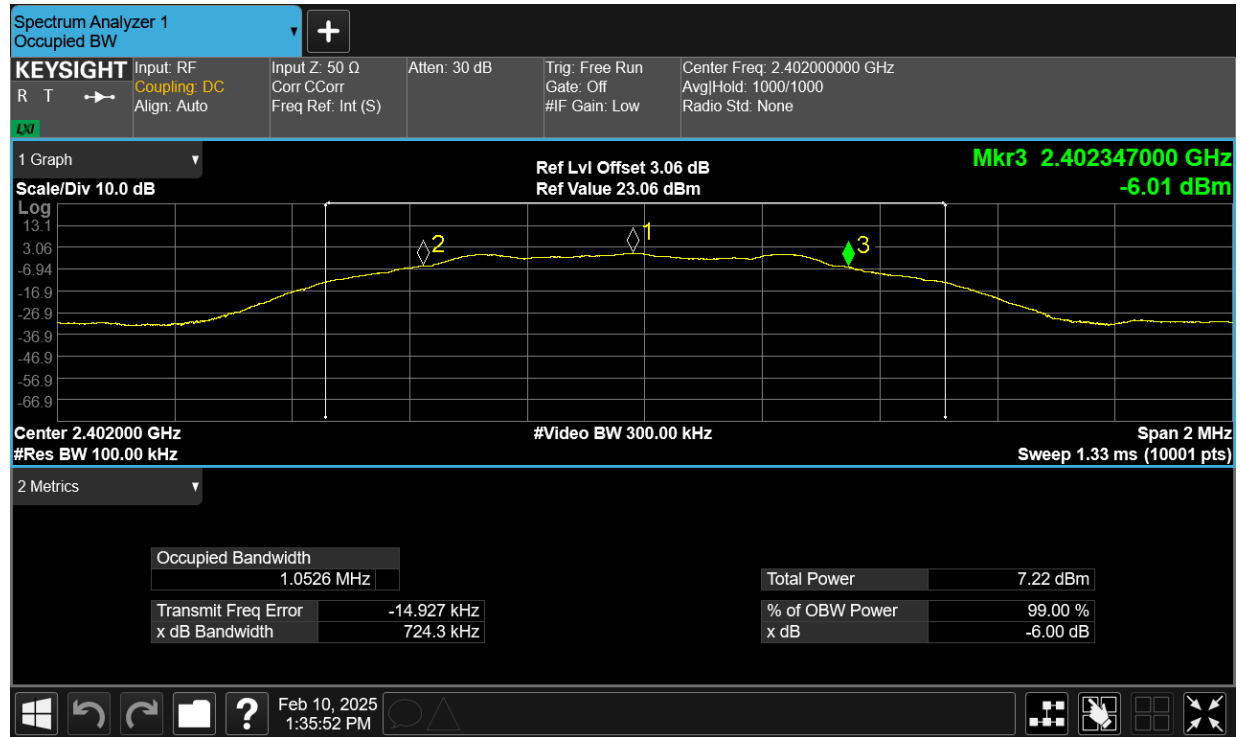 Spectrum Analyzer 1
Occupied BW
+
KEYSIGHT
R T
LXI
Input: RF
Coupling: DC
Align: Auto
Input Z: 50 Ω
Corr CCorr
Freq Ref: Int (S)
Atten: 30 dB
Trig: Free Run
Gate: Off
#IF Gain: Low
Center Freq: 2.402000000 GHz
Avg|Hold: 1000/1000
Radio Std: None
1 Graph
Scale/Div 10.0 dB
Ref Lvl Offset 3.06 dB
Ref Value 23.06 dBm
Mkr3 2.402347000 GHz
-6.01 dBm
Log
13.1
3.06
-6.94
-16.9
-26.9
-36.9
-46.9
-56.9
-66.9
2
1
3
Center 2.402000 GHz
#Video BW 300.00 kHz
Span 2 MHz
#Res BW 100.00 kHz
Sweep 1.33 ms (10001 pts)
2 Metrics
Occupied Bandwidth
1.0526 MHz
Total Power 7.22 dBm
Transmit Freq Error -14.927 kHz
% of OBW Power 99.00 %
x dB Bandwidth 724.3 kHz
x dB -6.00 dB
?
Feb 10, 2025
1:35:52 PM